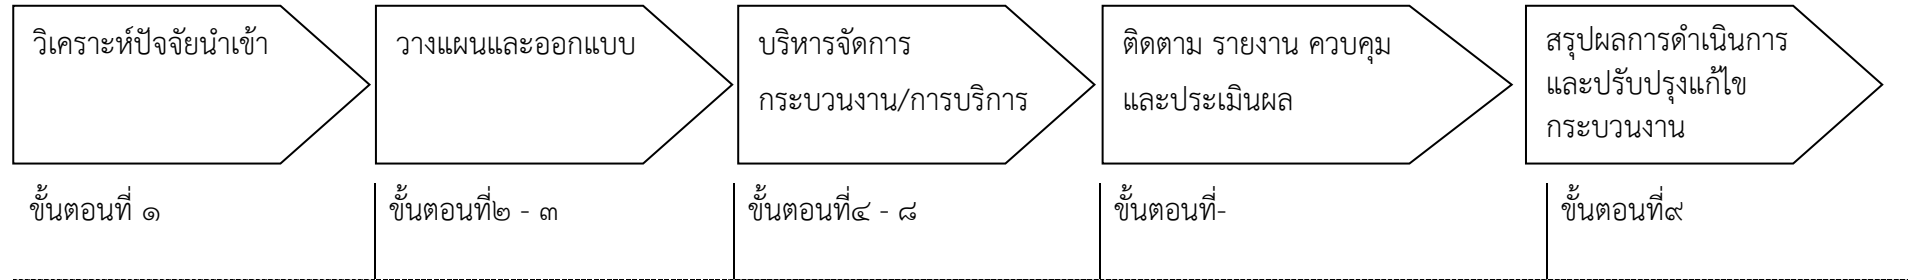 วิเคราะห์ปัจจัยนำเข้า
วางแผนและออกแบบ
บริหารจัดการ
กระบวนงาน/การบริการ
ติดตาม รายงาน ควบคุม
และประเมินผล
สรุปผลการดำเนินการ
และปรับปรุงแก้ไข
กระบวนงาน
ขั้นตอนที่ ๑
ขั้นตอนที่๒ - ๓
ขั้นตอนที่๔ - ๘
ขั้นตอนที่-
ขั้นตอนที่๙